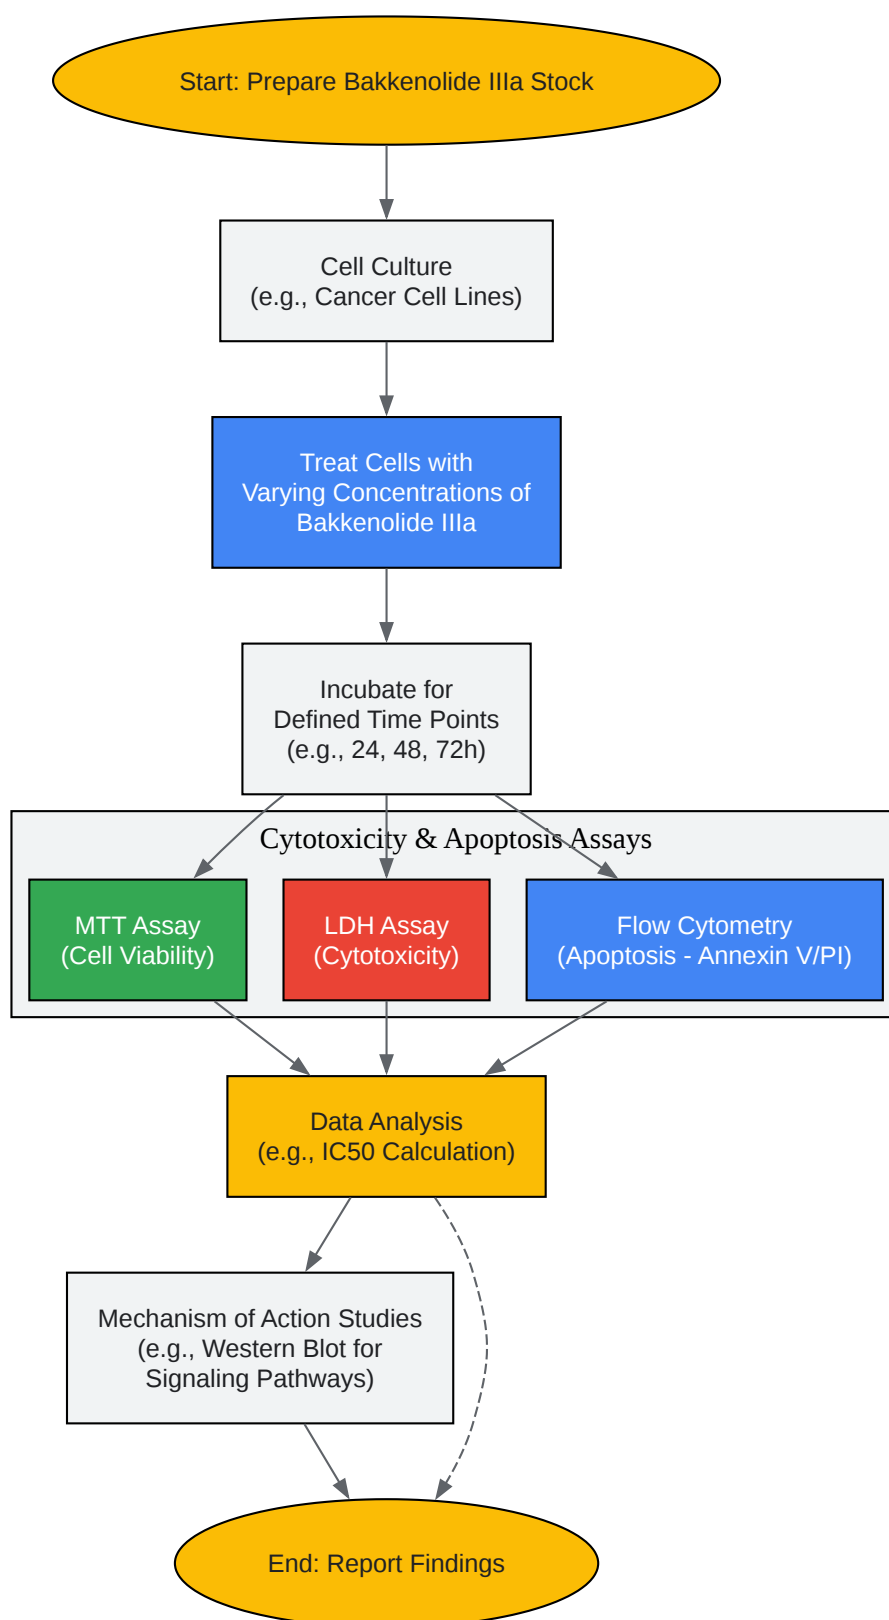 Start: Prepare Bakkenolide IIIa Stock
Cell Culture
(e.g., Cancer Cell Lines)
Treat Cells with
Varying Concentrations of
Bakkenolide IIIa
Incubate for
Defined Time Points
(e.g., 24, 48, 72h)
Cytotoxicity & Apoptosis Assays
MTT Assay
(Cell Viability)
LDH Assay
(Cytotoxicity)
Flow Cytometry
(Apoptosis - Annexin V/PI)
Data Analysis
(e.g., IC50 Calculation)
Mechanism of Action Studies
(e.g., Western Blot for
Signaling Pathways)
End: Report Findings